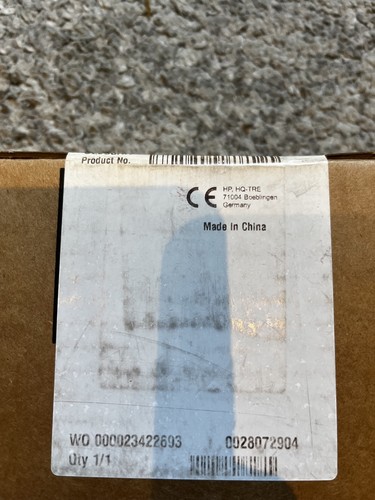 Product No.
CE HP, HQ-TRE
71004 Boeblingen
Germany
Made in China
WO 000023422693 0028072904
Qty 1/1